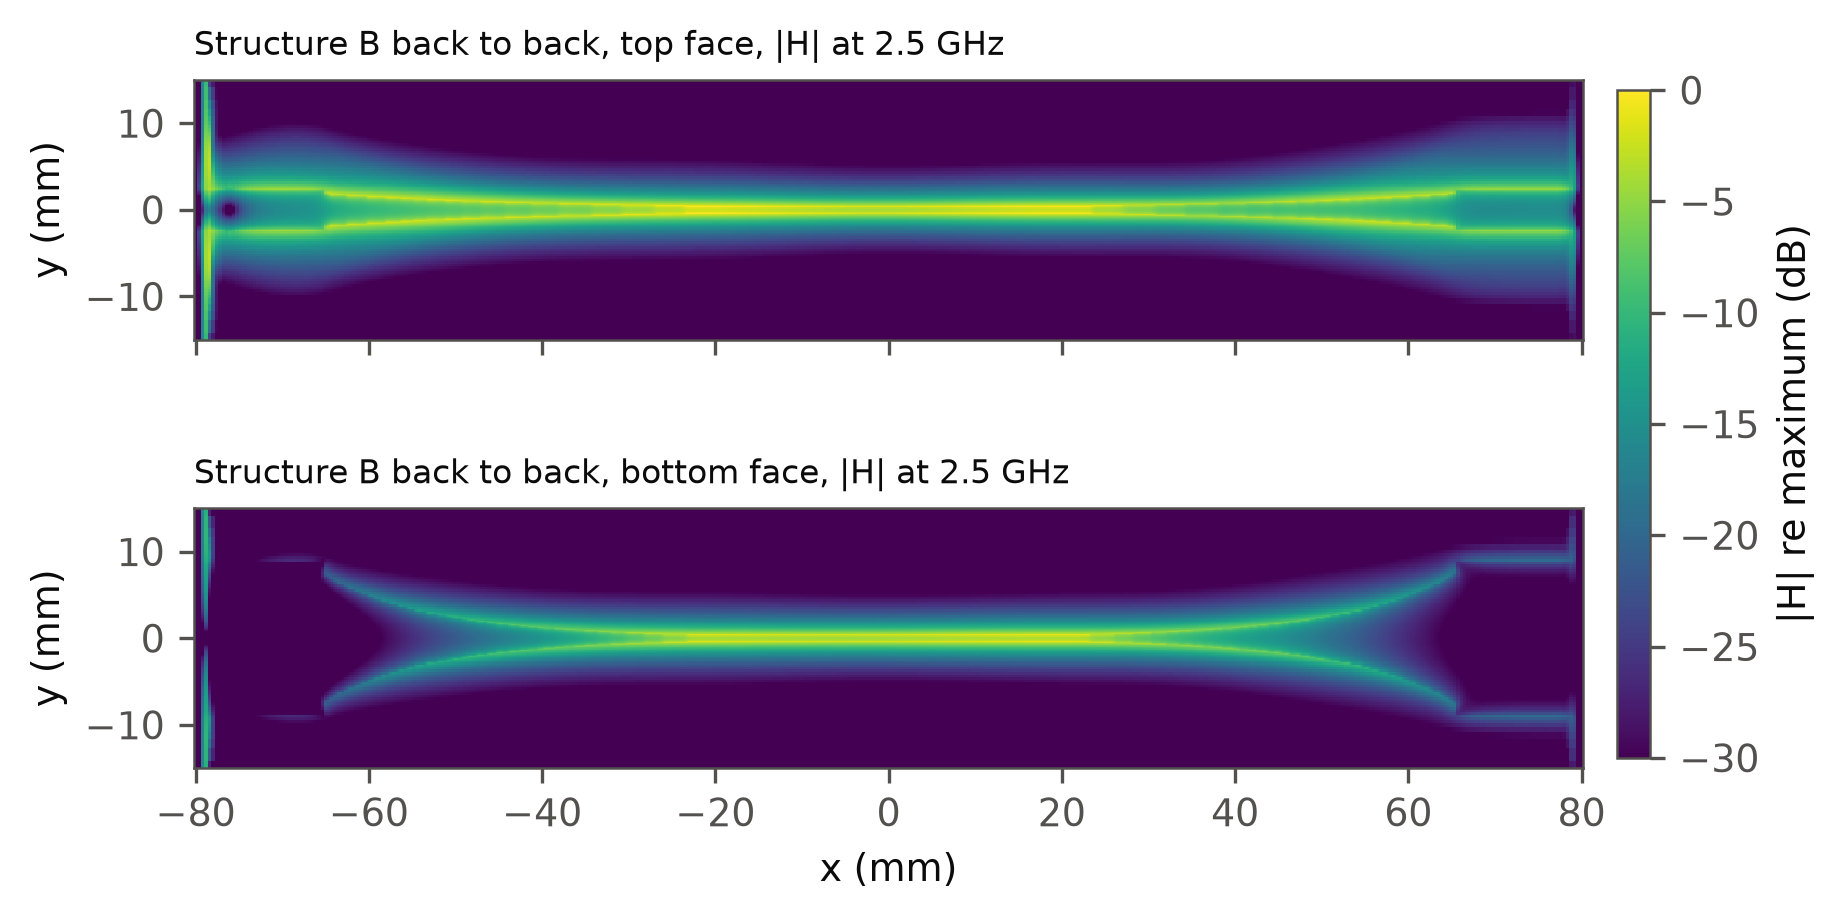 Structure B back to back, top face, |H| at 2.5 GHz
10
0
−10
y (mm)
Structure B back to back, bottom face, |H| at 2.5 GHz
10
0
−10
y (mm)
−80 −60 −40 −20 0 20 40 60 80
x (mm)
0
−5
−10
−15
−20
−25
−30
|H| re maximum (dB)